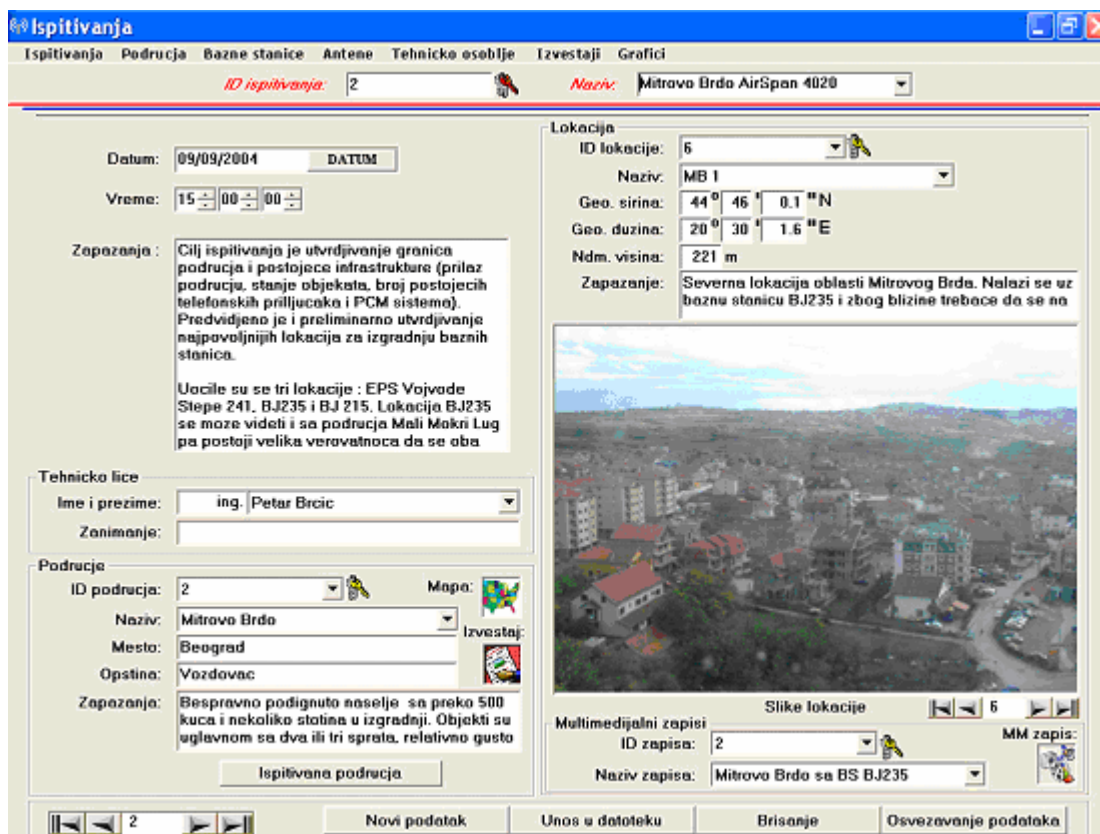 Ispitivanja
Ispitivanja Podrucja Bazne stanice Antene Tehnicko osoblje Izvestaji Grafici
ID ispitivanja: 2 Naziv: Mitrovo Brdo AirSpan 4020
Datum: 09/09/2004 DATUM
Vreme: 15 00 00
Zapazanja :
Cilj ispitivanja je utvrdjivanje granica
podrucja i postojece infrastrukture (prilaz
podrucju, stanje objekata, broj postojecih
telefonskih prilljucaka i PCM sistema).
Predvidjeno je i preliminarno utvrdjivanje
najpovoljnijih lokacija za izgradnju baznih
stanica.
Uocile su se tri lokacije : EPS Vojvode
Stepe 241, BJ235 i BJ 215. Lokacija BJ235
se moze videti i sa podrucja Mali Mokri Lug
pa postoji velika verovatnoca da se oba
Tehnicko lice
Ime i prezime: ing. Petar Brcic
Zanimanje:
Podrucje
ID podrucja: 2 Mapa:
Naziv: Mitrovo Brdo
Izvestaj:
Mesto: Beograd
Opstina: Vozdovac
Zapazanja:
Bespravno podignuto naselje sa preko 500
kuca i nekoliko stotina u izgradnji. Objekti su
uglavnom sa dva ili tri sprata, relativno gusto
Ispitivana podrucja
Lokacija
ID lokacije: 6
Naziv: MB 1
Geo. sirina: 44 ° 46 ' 0.1 " N
Geo. duzina: 20 ° 30 ' 1.6 " E
Ndm. visina: 221 m
Zapazanje:
Severna lokacija oblasti Mitrovog Brda. Nalazi se uz
baznu stanicu BJ235 i zbog blizine trebace da se na
Slike lokacije 6
Multimedijalni zapisi
MM zapis:
ID zapisa: 2
Naziv zapisa: Mitrovo Brdo sa BS BJ235
2 Novi podatak Unos u datoteku Brisanje Osvezavanje podataka